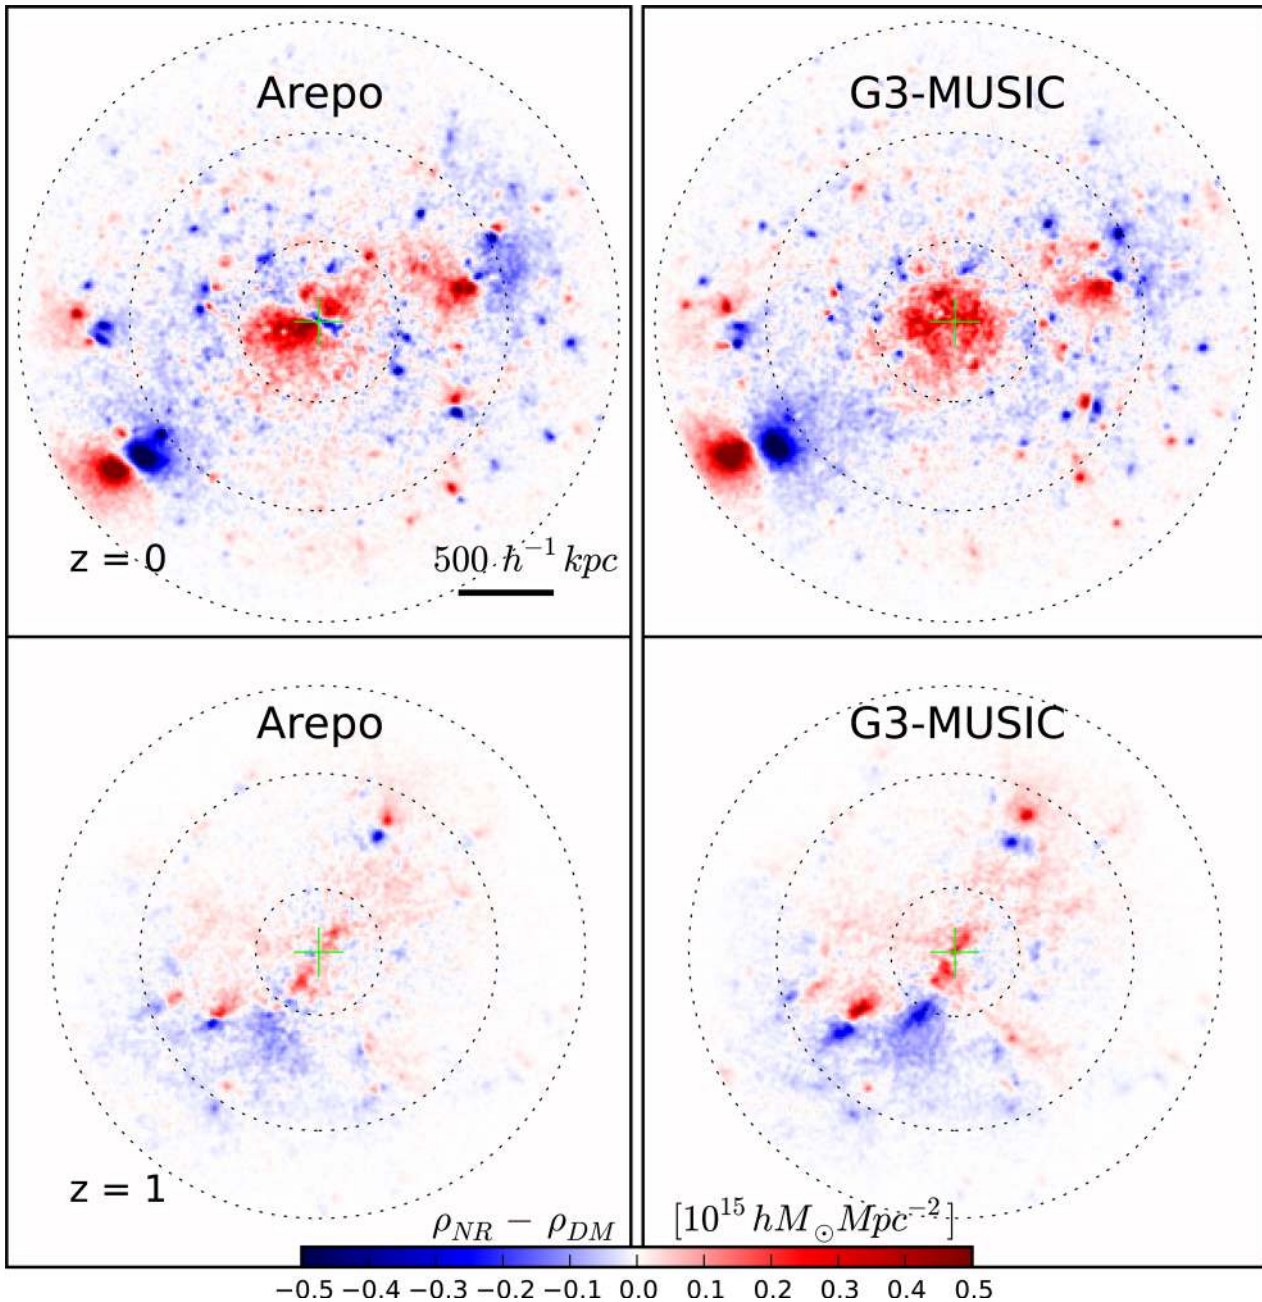 Arepo
G3-MUSIC
z = 0
500 ℏ⁻¹ kpc
Arepo
G3-MUSIC
z = 1
ρ_NR − ρ_DM [10¹⁵ hM_⊙Mpc⁻²]
−0.5 −0.4 −0.3 −0.2 −0.1 0.0 0.1 0.2 0.3 0.4 0.5